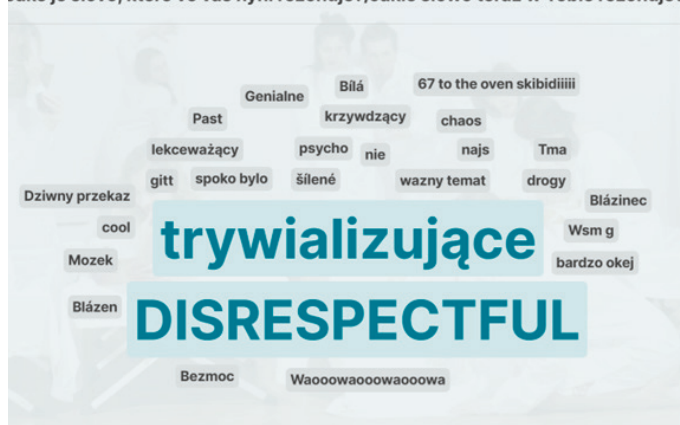 Bílá
67 to the oven skibidiiiii
Genialne
Past
krzywdzący
chaos
lekceważący
psycho
nie
najs
Tma
gitt
spoko bylo
šílené
wazny temat
drogy
Dziwny przekaz
Blázinec
cool
trywializujące
Wsm g
Mozek
bardzo okej
Blázen
DISRESPECTFUL
Bezmoc
Waooowaooowaooowa